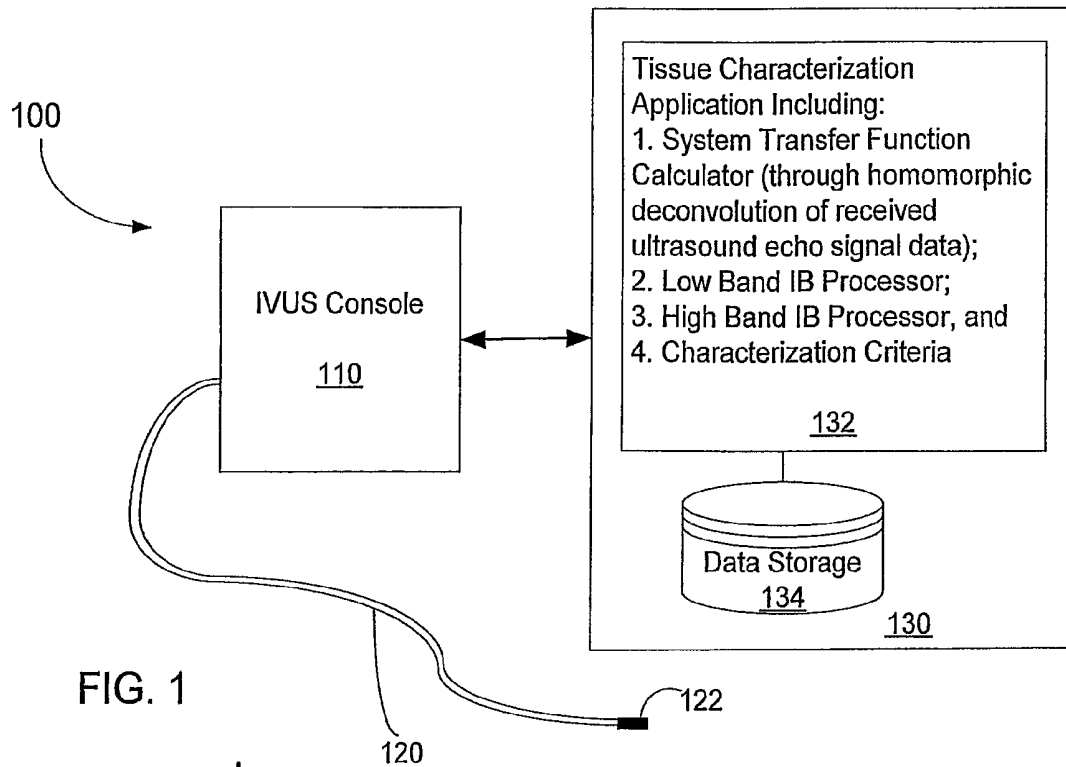 100
IVUS Console
110
Tissue Characterization
Application Including:
1. System Transfer Function
Calculator (through homomorphic
deconvolution of received
ultrasound echo signal data);
2. Low Band IB Processor;
3. High Band IB Processor, and
4. Characterization Criteria
132
Data Storage
134
130
FIG. 1
120
122